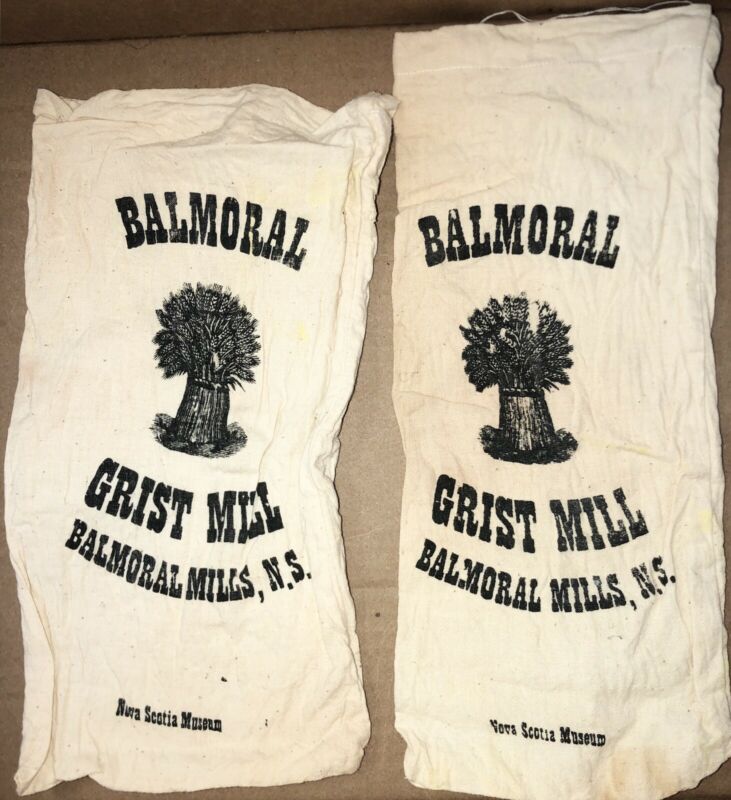 BALMORAL
GRIST MILL
BALMORAL MILLS, N.S.
Nova Scotia Museum
BALMORAL
GRIST MILL
BALMORAL MILLS, N.S.
Nova Scotia Museum